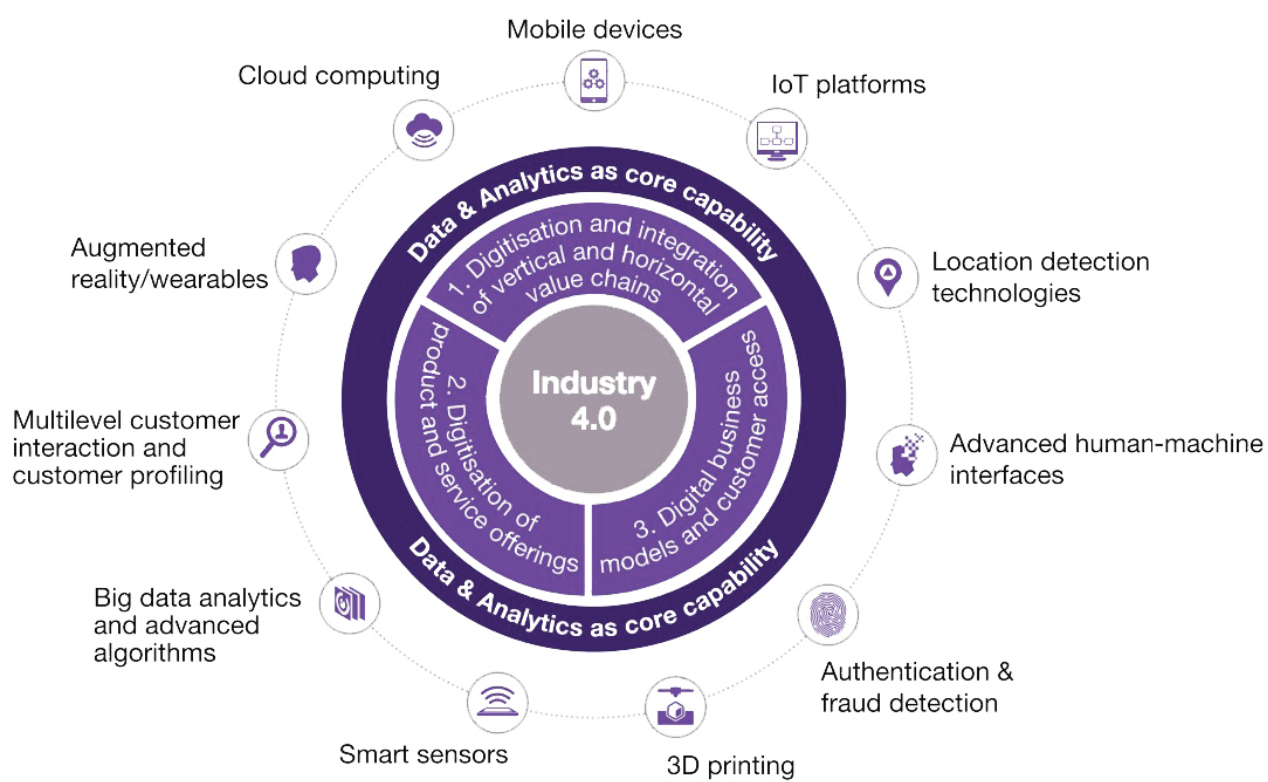 Mobile devices
Cloud computing
IoT platforms
Data & Analytics as core capability
1. Digitisation and integration
of vertical and horizontal
value chains
Augmented
reality/wearables
Location detection
technologies
Industry
4.0
2. Digitisation of
product and service offerings
3. Digital business
models and customer access
Multilevel customer
interaction and
customer profiling
Advanced human-machine
interfaces
Data & Analytics as core capability
Big data analytics
and advanced
algorithms
Authentication &
fraud detection
Smart sensors
3D printing